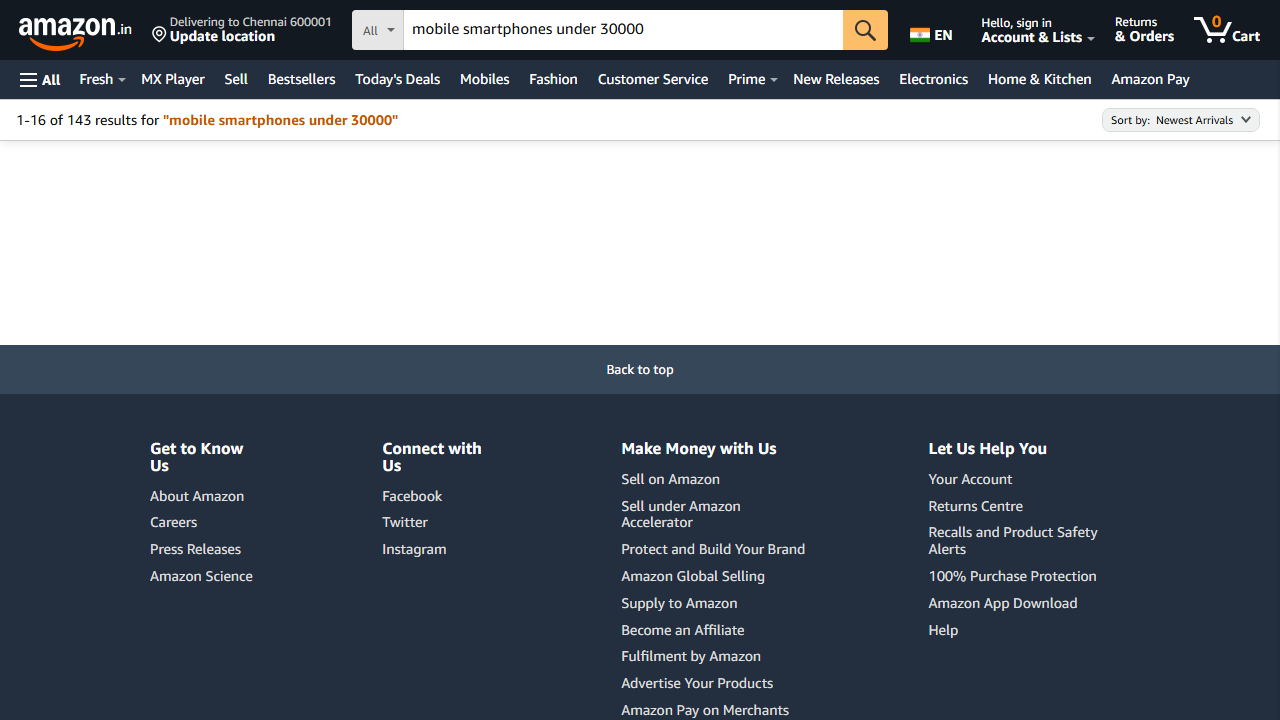 amazon.in
Delivering to Chennai 600001
Update location
All
mobile smartphones under 30000
EN
Hello, sign in
Account & Lists
Returns
& Orders
0
Cart
All
Fresh
MX Player
Sell
Bestsellers
Today's Deals
Mobiles
Fashion
Customer Service
Prime
New Releases
Electronics
Home & Kitchen
Amazon Pay
1-16 of 143 results for "mobile smartphones under 30000"
Sort by: Newest Arrivals
Back to top
Get to Know
Us
About Amazon
Careers
Press Releases
Amazon Science
Connect with
Us
Facebook
Twitter
Instagram
Make Money with Us
Sell on Amazon
Sell under Amazon
Accelerator
Protect and Build Your Brand
Amazon Global Selling
Supply to Amazon
Become an Affiliate
Fulfilment by Amazon
Advertise Your Products
Amazon Pay on Merchants
Let Us Help You
Your Account
Returns Centre
Recalls and Product Safety
Alerts
100% Purchase Protection
Amazon App Download
Help